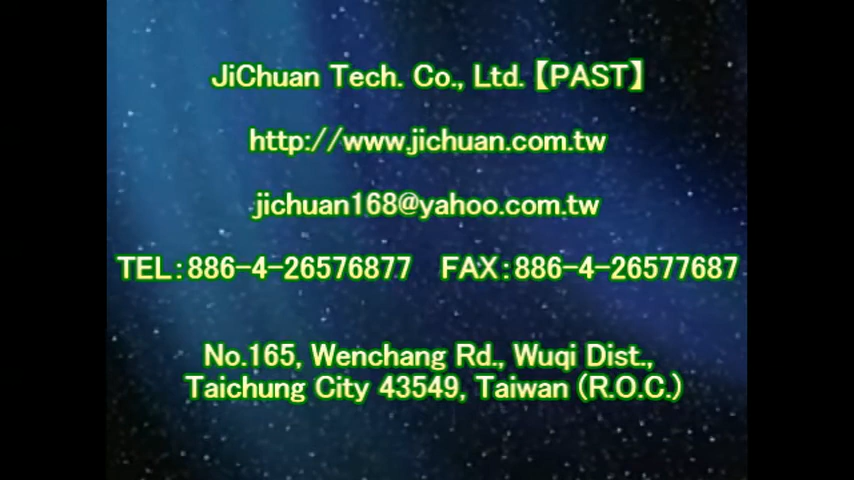 JiChuan Tech. Co., Ltd.【PAST】
http://www.jichuan.com.tw
jichuan168@yahoo.com.tw
TEL：886-4-26576877　FAX：886-4-26577687
No.165, Wenchang Rd., Wuqi Dist.,
Taichung City 43549, Taiwan (R.O.C.)